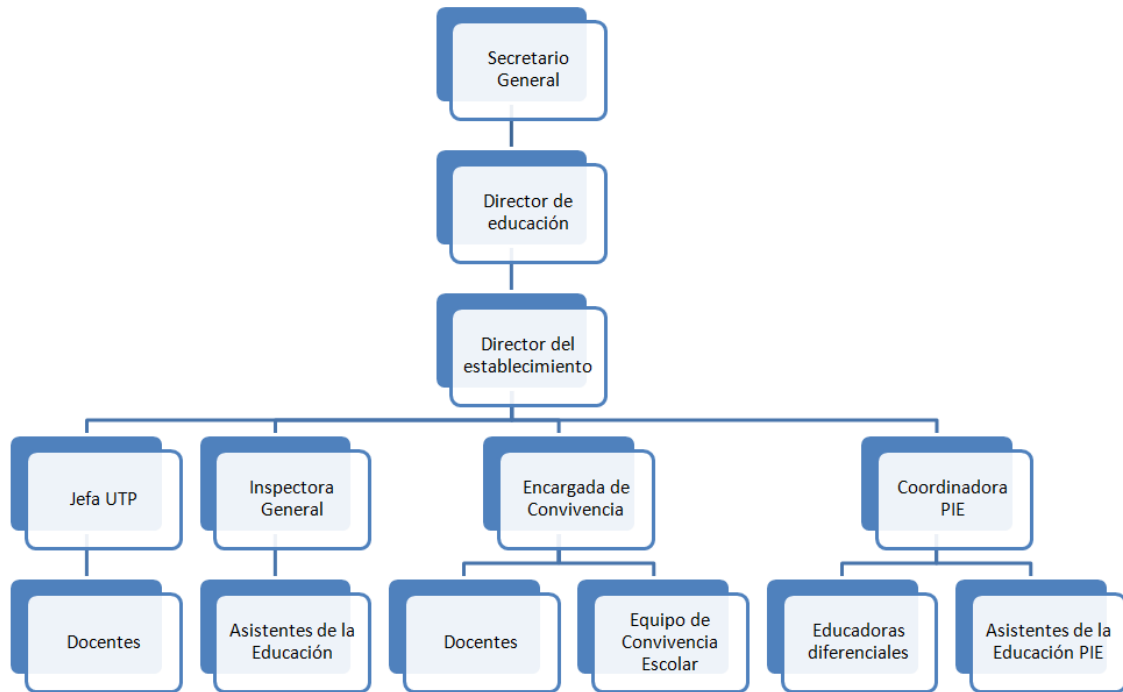 Secretario
General
Director de
educación
Director del
establecimiento
Jefa UTP
Inspectora
General
Encargada de
Convivencia
Coordinadora
PIE
Docentes
Asistentes de la
Educación
Docentes
Equipo de
Convivencia
Escolar
Educadoras
diferenciales
Asistentes de la
Educación PIE